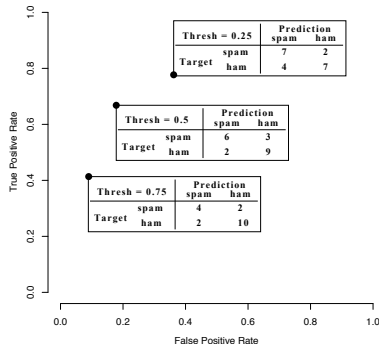 True Positive Rate
1.0
0.8
0.6
0.4
0.2
0.0
Thresh = 0.25 Prediction
spam ham
Target spam 7 2
ham 4 7
Thresh = 0.5 Prediction
spam ham
Target spam 6 3
ham 2 9
Thresh = 0.75 Prediction
spam ham
Target spam 4 2
ham 2 10
0.0 0.2 0.4 0.6 0.8 1.0
False Positive Rate